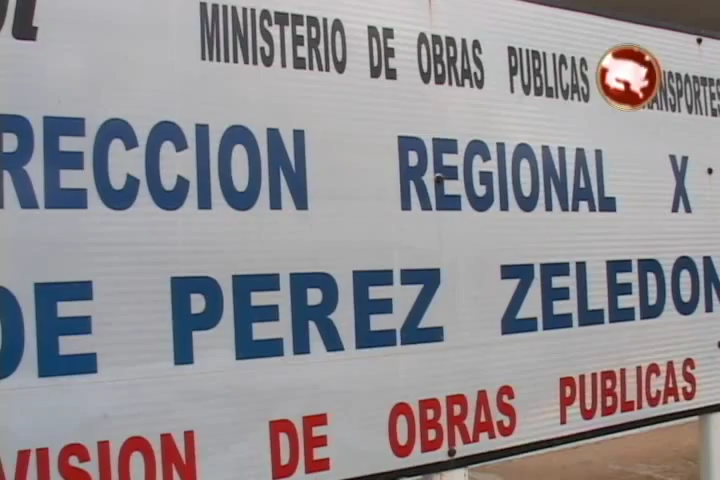 MINISTERIO DE OBRAS PUBLICAS TRANSPORTES
RECCION REGIONAL X
DE PEREZ ZELEDON
VISION DE OBRAS PUBLICAS